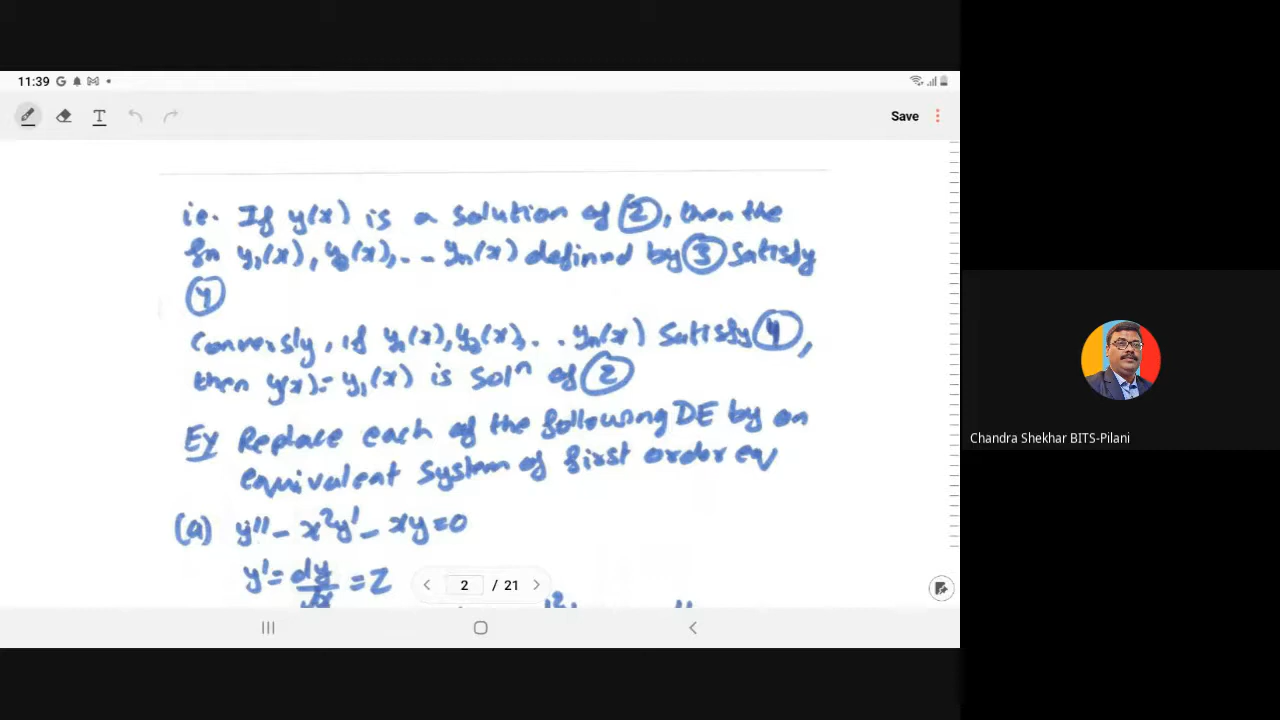 11:39
Save
ie. If y(x) is a solution of (2), then the
fn y₁(x), y₂(x),.. yₙ(x) defined by (3) satisfy
(4)
Conversly, if y₁(x), y₂(x), .. yₙ(x) satisfy (4),
then y(x) = y₁(x) is solⁿ of (2)
Ex Replace each of the following DE by an
equivalent system of first order eq
(a) y'' - x²y' - xy = 0
y' = dy/dx = z
2 / 21
Chandra Shekhar BITS-Pilani